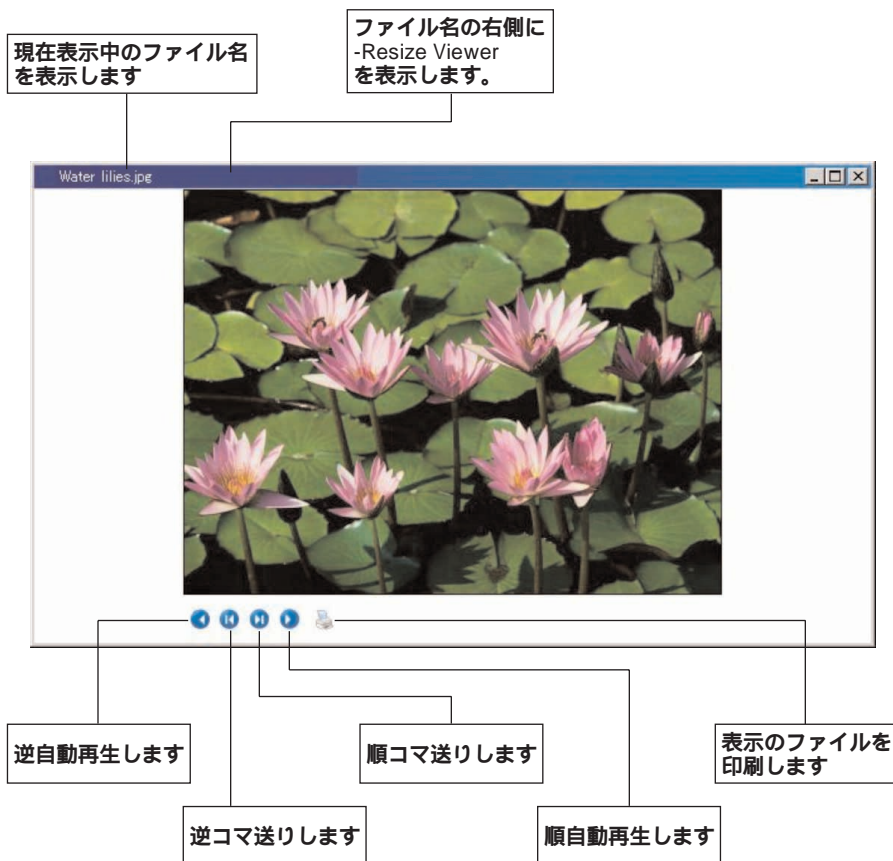 現在表示中のファイル名
を表示します
ファイル名の右側に
-Resize Viewer
を表示します。
Water lilies.jpg
逆自動再生します
順コマ送りします
表示のファイルを
印刷します
逆コマ送りします
順自動再生します